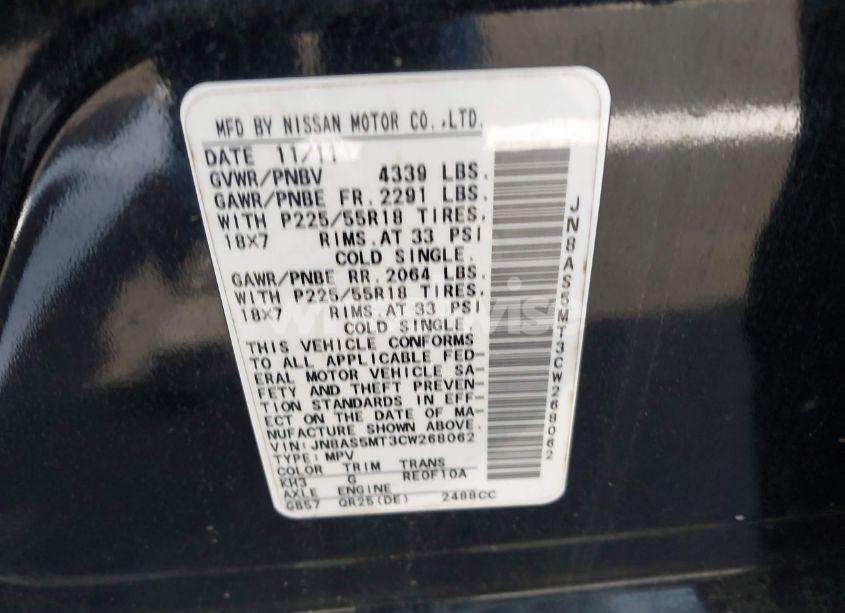 MFD BY NISSAN MOTOR CO.,LTD.
DATE 11/11
GVWR/PNBV 4339 LBS.
GAWR/PNBE FR. 2291 LBS.
WITH P225/55R18 TIRES.
18X7 RIMS.AT 33 PSI
COLD SINGLE.
GAWR/PNBE RR. 2064 LBS.
WITH P225/55R18 TIRES.
18X7 RIMS.AT 33 PSI
COLD SINGLE.
THIS VEHICLE CONFORMS
TO ALL APPLICABLE FED-
ERAL MOTOR VEHICLE SA-
FETY AND THEFT PREVEN-
TION STANDARDS IN EFF-
ECT ON THE DATE OF MA-
NUFACTURE SHOWN ABOVE.
VIN:JN8AS5MT3CW268062
TYPE:MPV
COLOR TRIM TRANS
KH3 G RE0F10A
AXLE ENGINE
GB57 QR25(DE) 2488CC
JN8AS5MT3CW268062